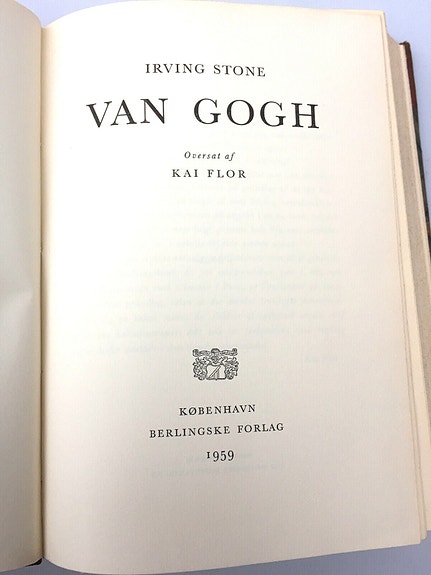 IRVING STONE
VAN GOGH
Oversat af
KAI FLOR
KØBENHAVN
BERLINGSKE FORLAG
1959